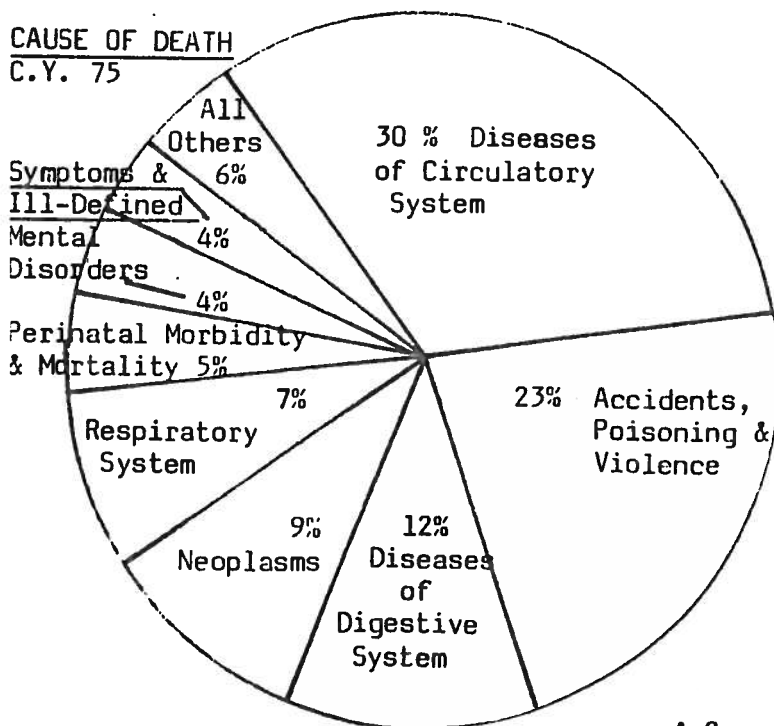 CAUSE OF DEATH
C.Y. 75
All
Others
6%
30 % Diseases
of Circulatory
System
Symptoms &
Ill-Defined
4%
Mental
Disorders
4%
Perinatal Morbidity
& Mortality 5%
7%
Respiratory
System
23% Accidents,
Poisoning &
Violence
9%
Neoplasms
12%
Diseases
of
Digestive
System